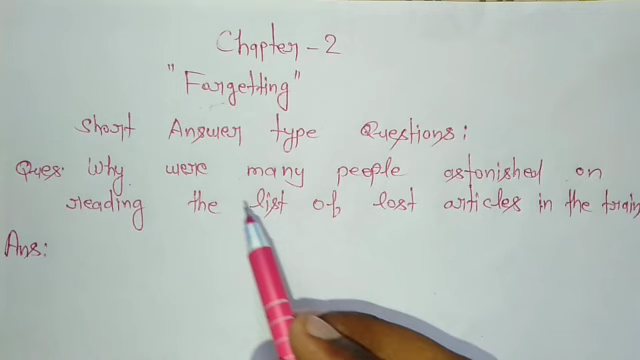 Chapter - 2
"Fargetting"
Short Answer type Questions:
Ques. Why were many people astonished on
reading the list of lost articles in the train
Ans: